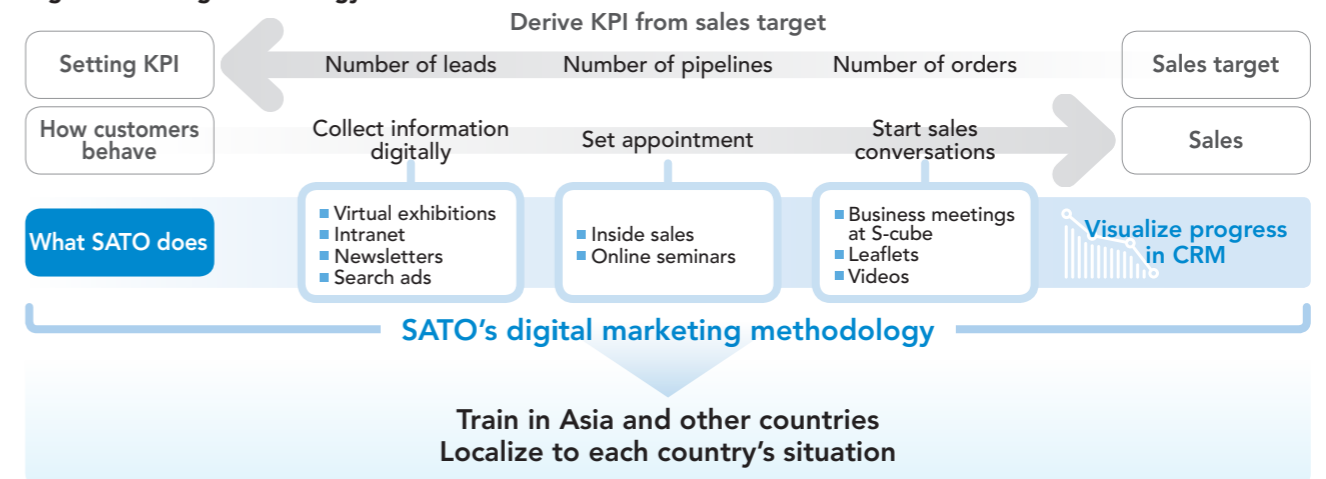 Derive KPI from sales target
Setting KPI
Number of leads
Number of pipelines
Number of orders
Sales target
How customers
behave
Collect information
digitally
Set appointment
Start sales
conversations
Sales
What SATO does
■ Virtual exhibitions
■ Intranet
■ Newsletters
■ Search ads
■ Inside sales
■ Online seminars
■ Business meetings
at S-cube
■ Leaflets
■ Videos
Visualize progress
in CRM
SATO’s digital marketing methodology
Train in Asia and other countries
Localize to each country’s situation